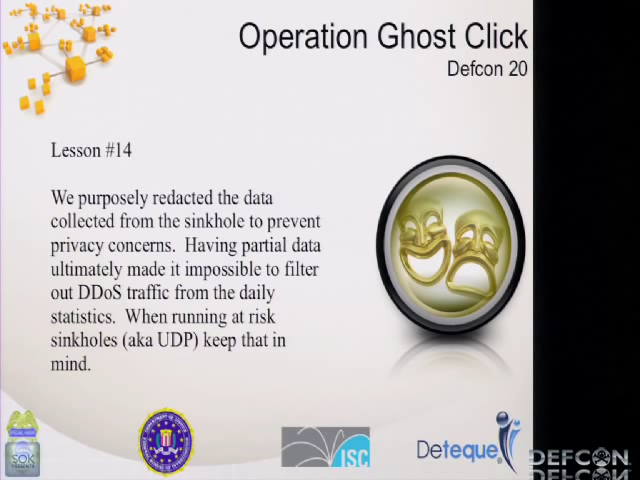 Operation Ghost Click
Defcon 20
Lesson #14
We purposely redacted the data
collected from the sinkhole to prevent
privacy concerns. Having partial data
ultimately made it impossible to filter
out DDoS traffic from the daily
statistics. When running at risk
sinkholes (aka UDP) keep that in
mind.
SOK
ISC
Deteque
DEFCON